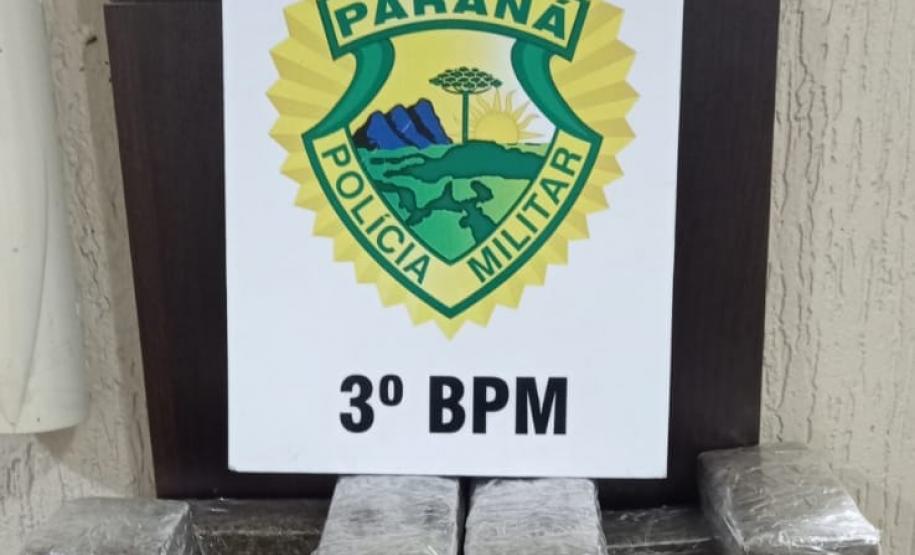 PARANÁ
POLÍCIA MILITAR
3º BPM